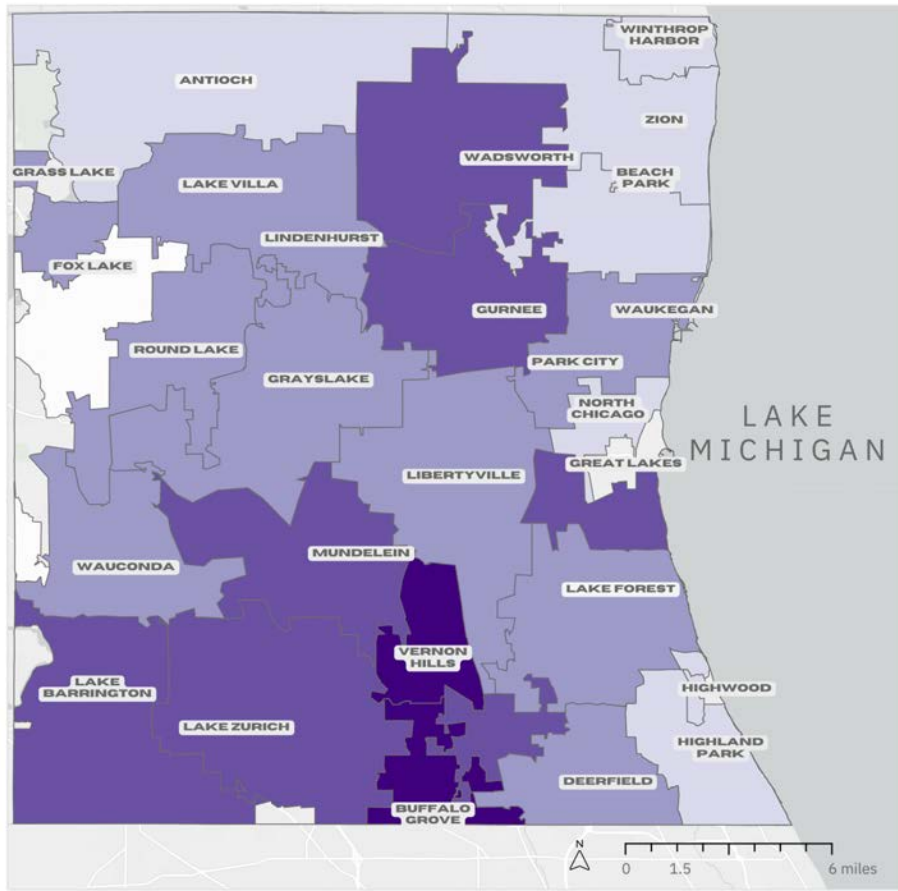 WINTHROP
HARBOR
ANTIOCH
ZION
WADSWORTH
BEACH
PARK
GRASS LAKE
LAKE VILLA
LINDENHURST
FOX LAKE
GURNEE
WAUKEGAN
ROUND LAKE
PARK CITY
GRAYSLAKE
NORTH
CHICAGO
LAKE
MICHIGAN
GREAT LAKES
LIBERTYVILLE
MUNDELEIN
WAUCONDA
LAKE FOREST
VERNON
HILLS
LAKE
BARRINGTON
HIGHWOOD
LAKE ZURICH
HIGHLAND
PARK
DEERFIELD
BUFFALO
GROVE
N
0 1.5 6 miles